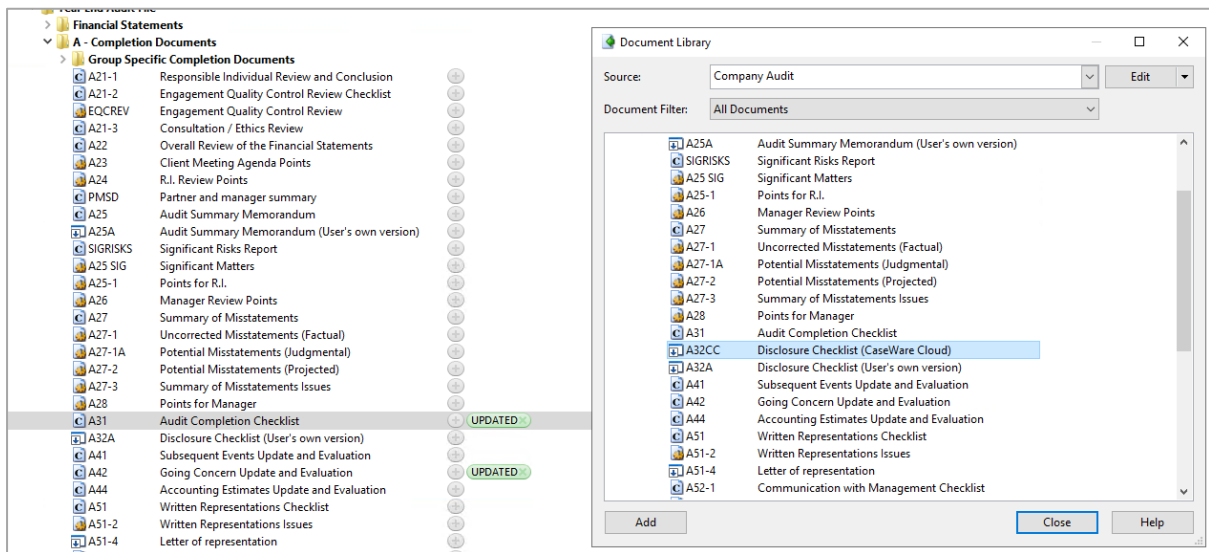 Year End Audit File
Financial Statements
A - Completion Documents
Group Specific Completion Documents
A21-1 Responsible Individual Review and Conclusion
A21-2 Engagement Quality Control Review Checklist
EQCREV Engagement Quality Control Review
A21-3 Consultation / Ethics Review
A22 Overall Review of the Financial Statements
A23 Client Meeting Agenda Points
A24 R.I. Review Points
PMSD Partner and manager summary
A25 Audit Summary Memorandum
A25A Audit Summary Memorandum (User's own version)
SIGRISKS Significant Risks Report
A25 SIG Significant Matters
A25-1 Points for R.I.
A26 Manager Review Points
A27 Summary of Misstatements
A27-1 Uncorrected Misstatements (Factual)
A27-1A Potential Misstatements (Judgmental)
A27-2 Potential Misstatements (Projected)
A27-3 Summary of Misstatements Issues
A28 Points for Manager
A31 Audit Completion Checklist UPDATED
A32A Disclosure Checklist (User's own version)
A41 Subsequent Events Update and Evaluation
A42 Going Concern Update and Evaluation UPDATED
A44 Accounting Estimates Update and Evaluation
A51 Written Representations Checklist
A51-2 Written Representations Issues
A51-4 Letter of representation
Document Library
Source: Company Audit Edit
Document Filter: All Documents
A25A Audit Summary Memorandum (User's own version)
SIGRISKS Significant Risks Report
A25 SIG Significant Matters
A25-1 Points for R.I.
A26 Manager Review Points
A27 Summary of Misstatements
A27-1 Uncorrected Misstatements (Factual)
A27-1A Potential Misstatements (Judgmental)
A27-2 Potential Misstatements (Projected)
A27-3 Summary of Misstatements Issues
A28 Points for Manager
A31 Audit Completion Checklist
A32CC Disclosure Checklist (CaseWare Cloud)
A32A Disclosure Checklist (User's own version)
A41 Subsequent Events Update and Evaluation
A42 Going Concern Update and Evaluation
A44 Accounting Estimates Update and Evaluation
A51 Written Representations Checklist
A51-2 Written Representations Issues
A51-4 Letter of representation
A52-1 Communication with Management Checklist
Add Close Help